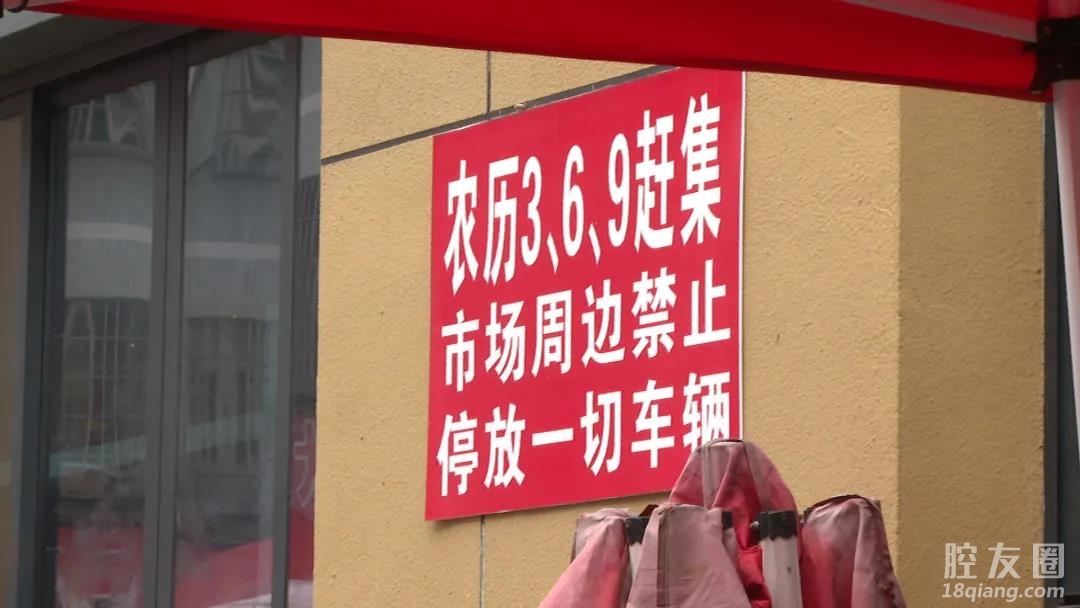 农历3、6、9赶集
市场周边禁止
停放一切车辆
腔友圈
18qiang.com